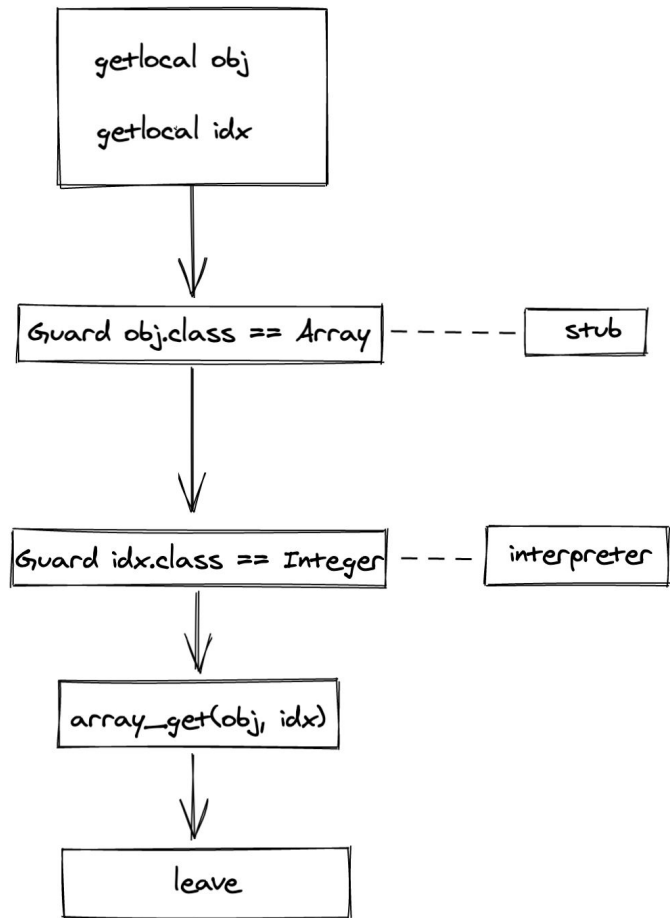 getlocal obj
getlocal idx
Guard obj.class == Array
stub
Guard idx.class == Integer
interpreter
array_get(obj, idx)
leave